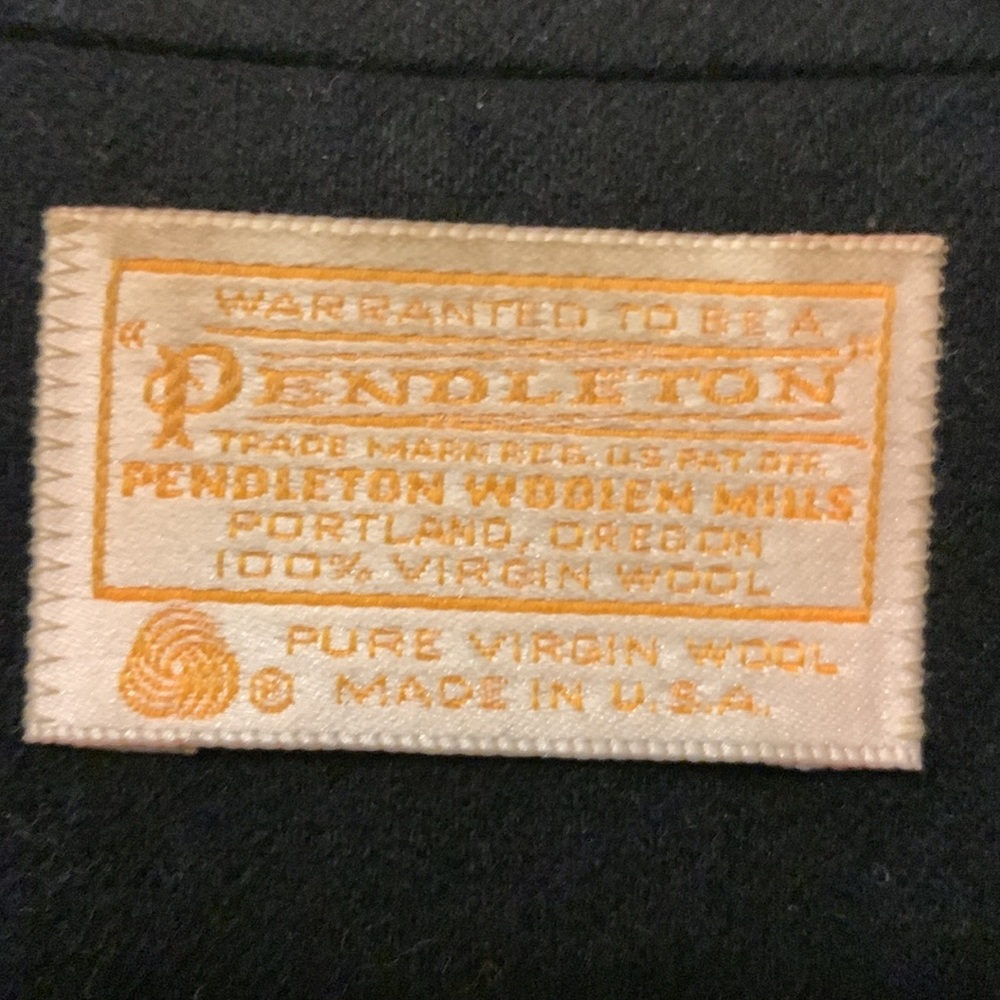 WARRANTED TO BE A
"PENDLETON"
TRADE MARK REG. U.S. PAT. OFF.
PENDLETON WOOLEN MILLS
PORTLAND, OREGON
100% VIRGIN WOOL
PURE VIRGIN WOOL
® MADE IN U.S.A.